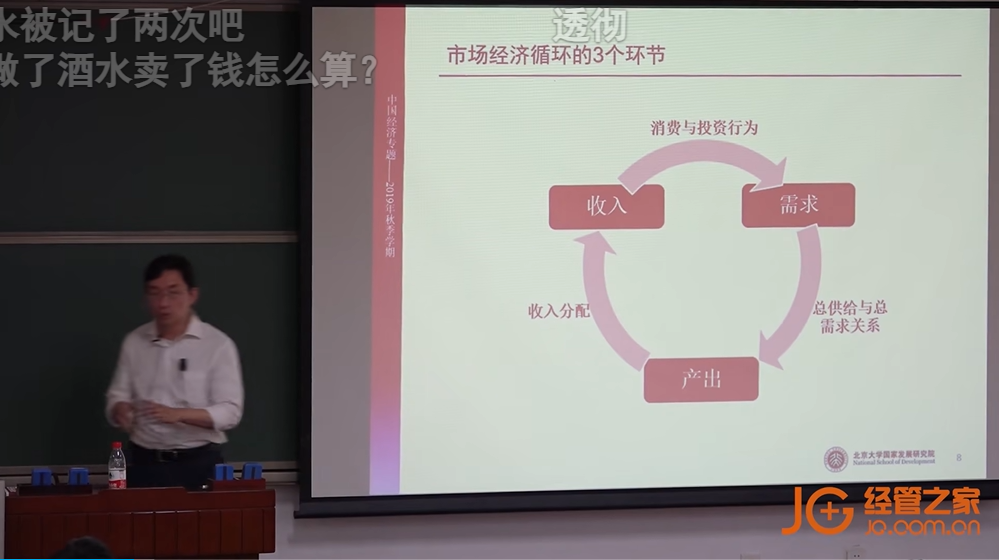 水被记了两次吧
透彻
做了酒水卖了钱怎么算?
市场经济循环的3个环节
中国经济专题——2019年秋季学期
消费与投资行为
收入
需求
收入分配
总供给与总
需求关系
产出
北京大学国家发展研究院
National School of Development
8
JG 经管之家
jg.com.cn